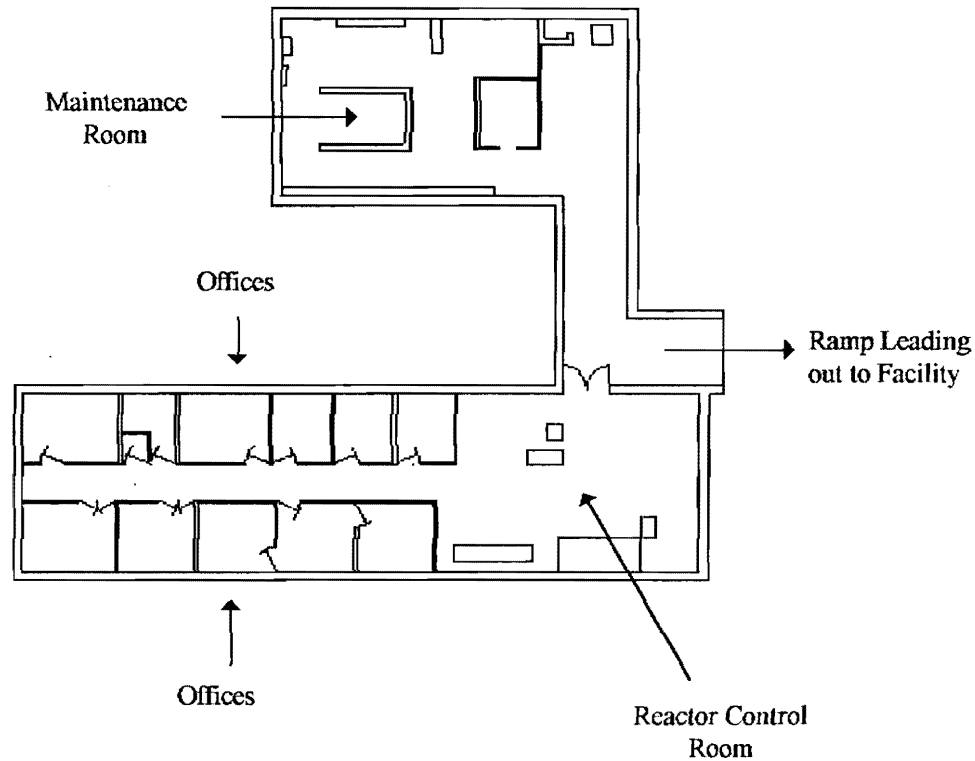 Maintenance
Room
Offices
Ramp Leading
out to Facility
Offices
Reactor Control
Room